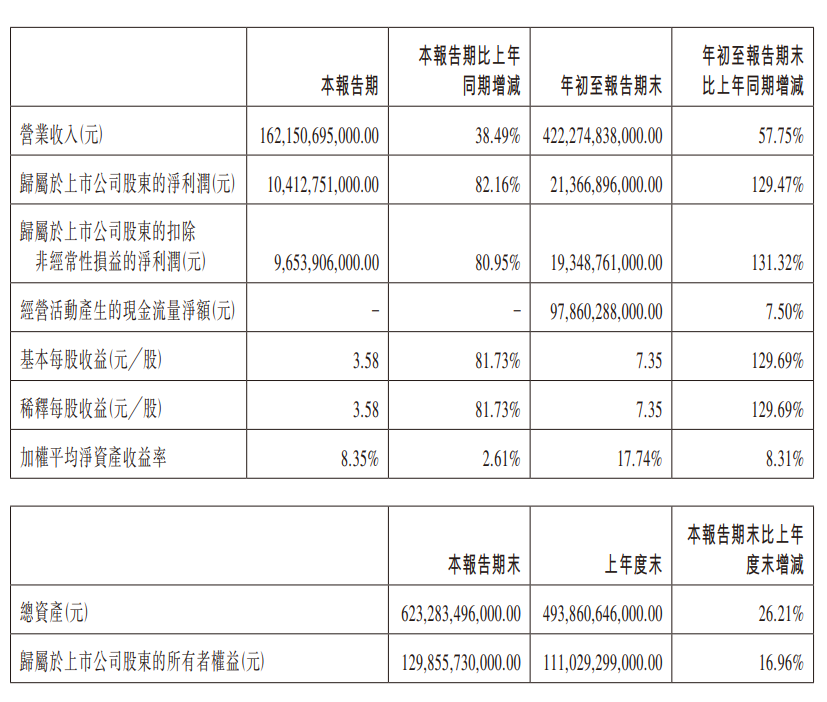 本報告期 本報告期比上年同期增減 年初至報告期末 年初至報告期末比上年同期增減
營業收入(元) 162,150,695,000.00 38.49% 422,274,838,000.00 57.75%
歸屬於上市公司股東的淨利潤(元) 10,412,751,000.00 82.16% 21,366,896,000.00 129.47%
歸屬於上市公司股東的扣除
非經常性損益的淨利潤(元) 9,653,906,000.00 80.95% 19,348,761,000.00 131.32%
經營活動產生的現金流量淨額(元) – – 97,860,288,000.00 7.50%
基本每股收益(元╱股) 3.58 81.73% 7.35 129.69%
稀釋每股收益(元╱股) 3.58 81.73% 7.35 129.69%
加權平均淨資產收益率 8.35% 2.61% 17.74% 8.31%
本報告期末 上年度末 本報告期末比上年度末增減
總資產(元) 623,283,496,000.00 493,860,646,000.00 26.21%
歸屬於上市公司股東的所有者權益(元) 129,855,730,000.00 111,029,299,000.00 16.96%